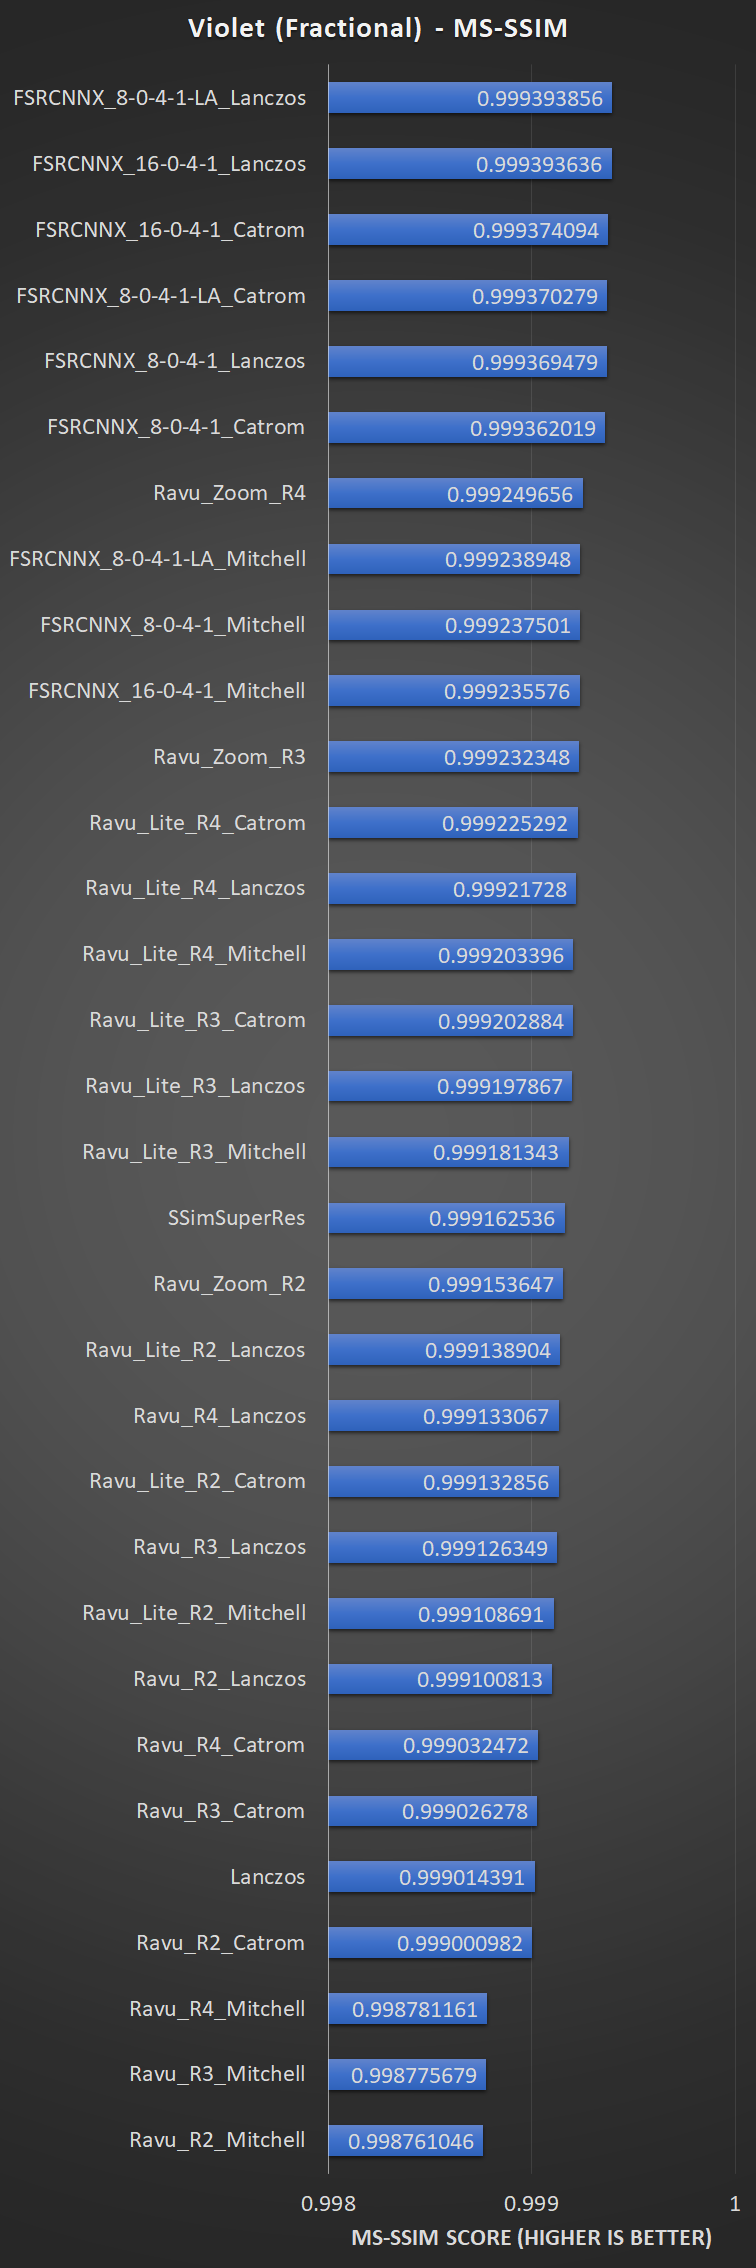 Violet (Fractional) - MS-SSIM
FSRCNNX_8-0-4-1-LA_Lanczos 0.999393856
FSRCNNX_16-0-4-1_Lanczos 0.999393636
FSRCNNX_16-0-4-1_Catrom 0.999374094
FSRCNNX_8-0-4-1-LA_Catrom 0.999370279
FSRCNNX_8-0-4-1_Lanczos 0.999369479
FSRCNNX_8-0-4-1_Catrom 0.999362019
Ravu_Zoom_R4 0.999249656
FSRCNNX_8-0-4-1-LA_Mitchell 0.999238948
FSRCNNX_8-0-4-1_Mitchell 0.999237501
FSRCNNX_16-0-4-1_Mitchell 0.999235576
Ravu_Zoom_R3 0.999232348
Ravu_Lite_R4_Catrom 0.999225292
Ravu_Lite_R4_Lanczos 0.99921728
Ravu_Lite_R4_Mitchell 0.999203396
Ravu_Lite_R3_Catrom 0.999202884
Ravu_Lite_R3_Lanczos 0.999197867
Ravu_Lite_R3_Mitchell 0.999181343
SSimSuperRes 0.999162536
Ravu_Zoom_R2 0.999153647
Ravu_Lite_R2_Lanczos 0.999138904
Ravu_R4_Lanczos 0.999133067
Ravu_Lite_R2_Catrom 0.999132856
Ravu_R3_Lanczos 0.999126349
Ravu_Lite_R2_Mitchell 0.999108691
Ravu_R2_Lanczos 0.999100813
Ravu_R4_Catrom 0.999032472
Ravu_R3_Catrom 0.999026278
Lanczos 0.999014391
Ravu_R2_Catrom 0.999000982
Ravu_R4_Mitchell 0.998781161
Ravu_R3_Mitchell 0.998775679
Ravu_R2_Mitchell 0.998761046
0.998 0.999 1
MS-SSIM SCORE (HIGHER IS BETTER)